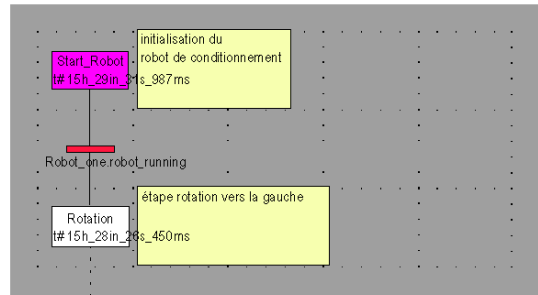 initialisation du
robot de conditionnement
Start_Robot
t#15h_29in_31s_987ms
Robot_one.robot_running
étape rotation vers la gauche
Rotation
t#15h_28in_26s_450ms